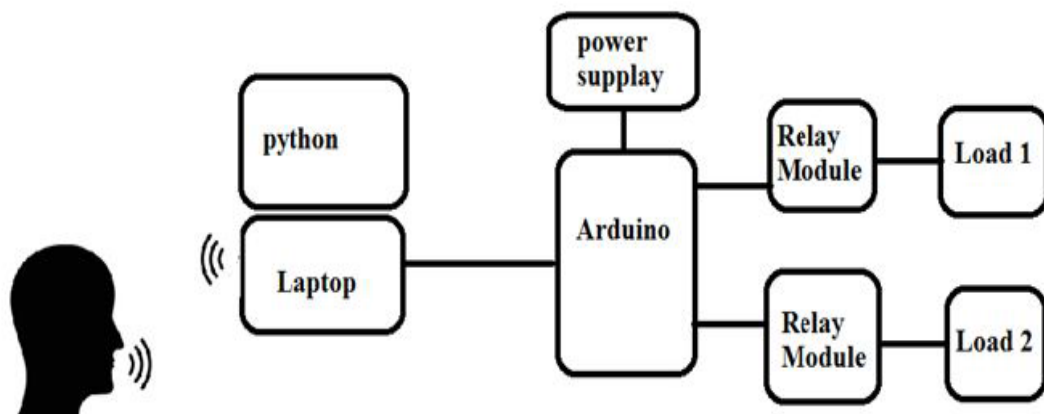 power
supplay
python
Relay
Module
Load 1
Arduino
Laptop
Relay
Module
Load 2